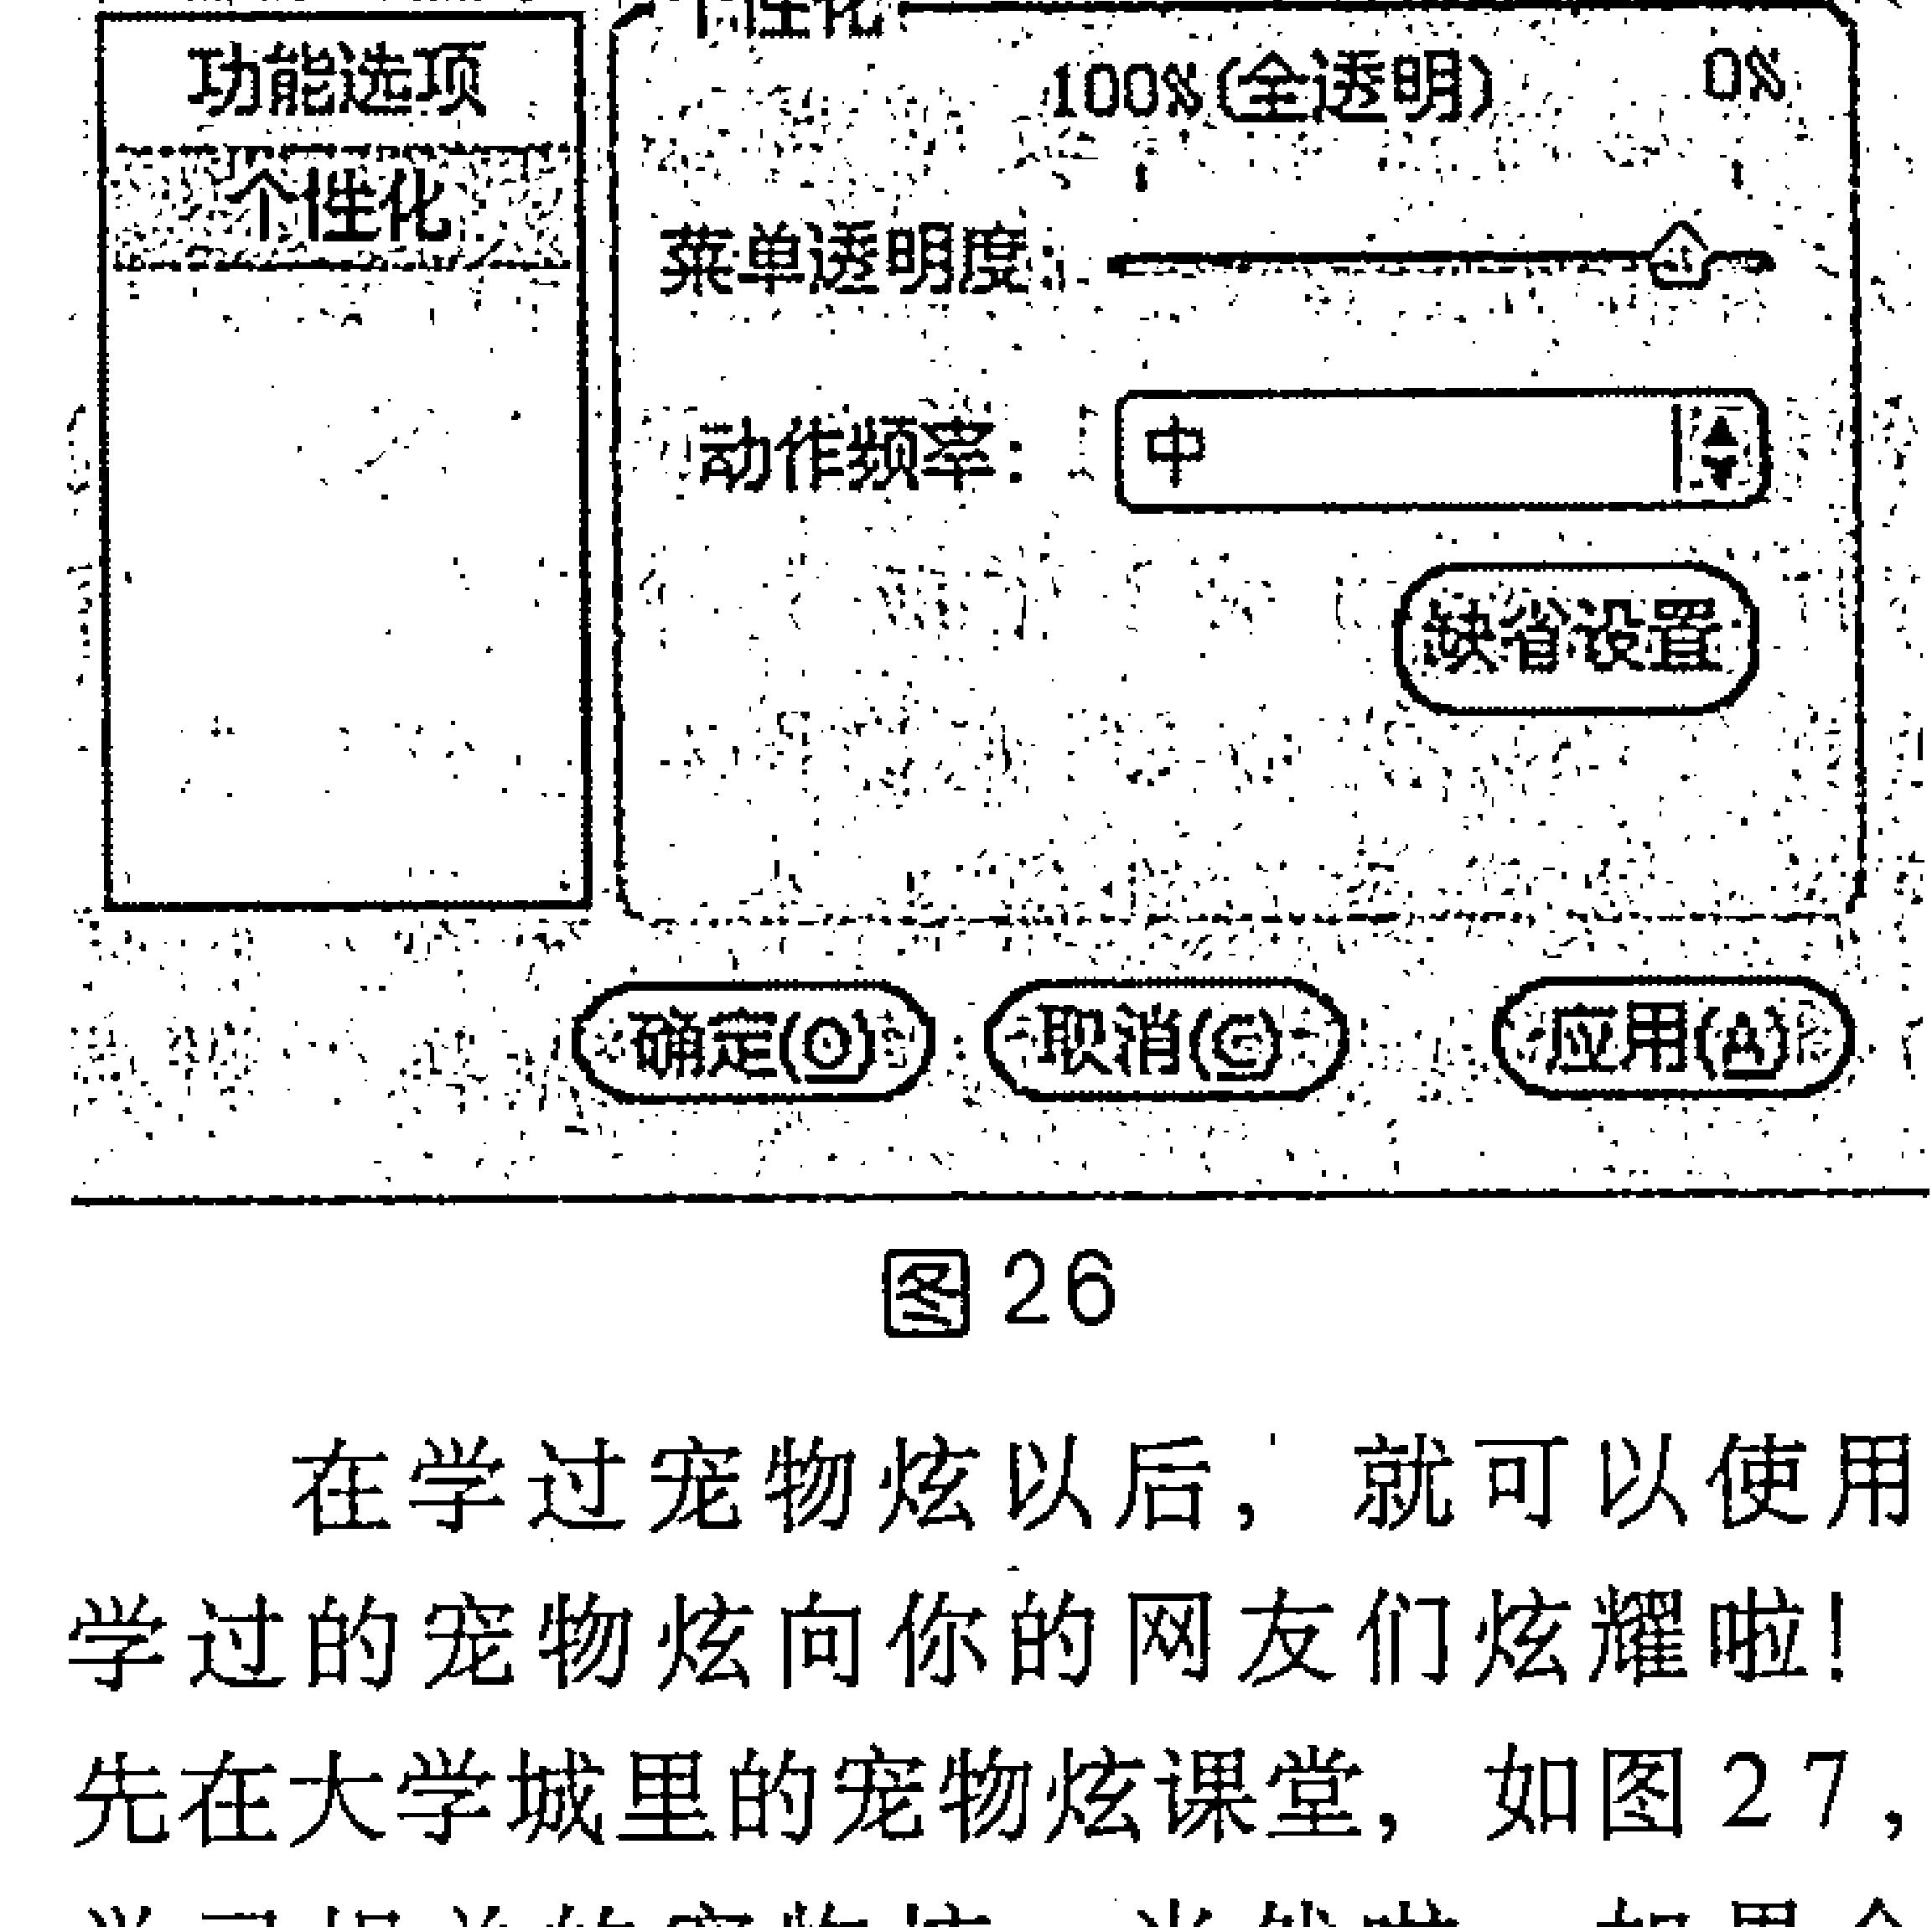 功能选项
个性化
个性化
100%(全透明) 0%
菜单透明度:
动作频率: 中
缺省设置
确定(O) 取消(C) 应用(A)
图 26
在学过宠物炫以后，就可以使用
学过的宠物炫向你的网友们炫耀啦!
先在大学城里的宠物炫课堂，如图27，